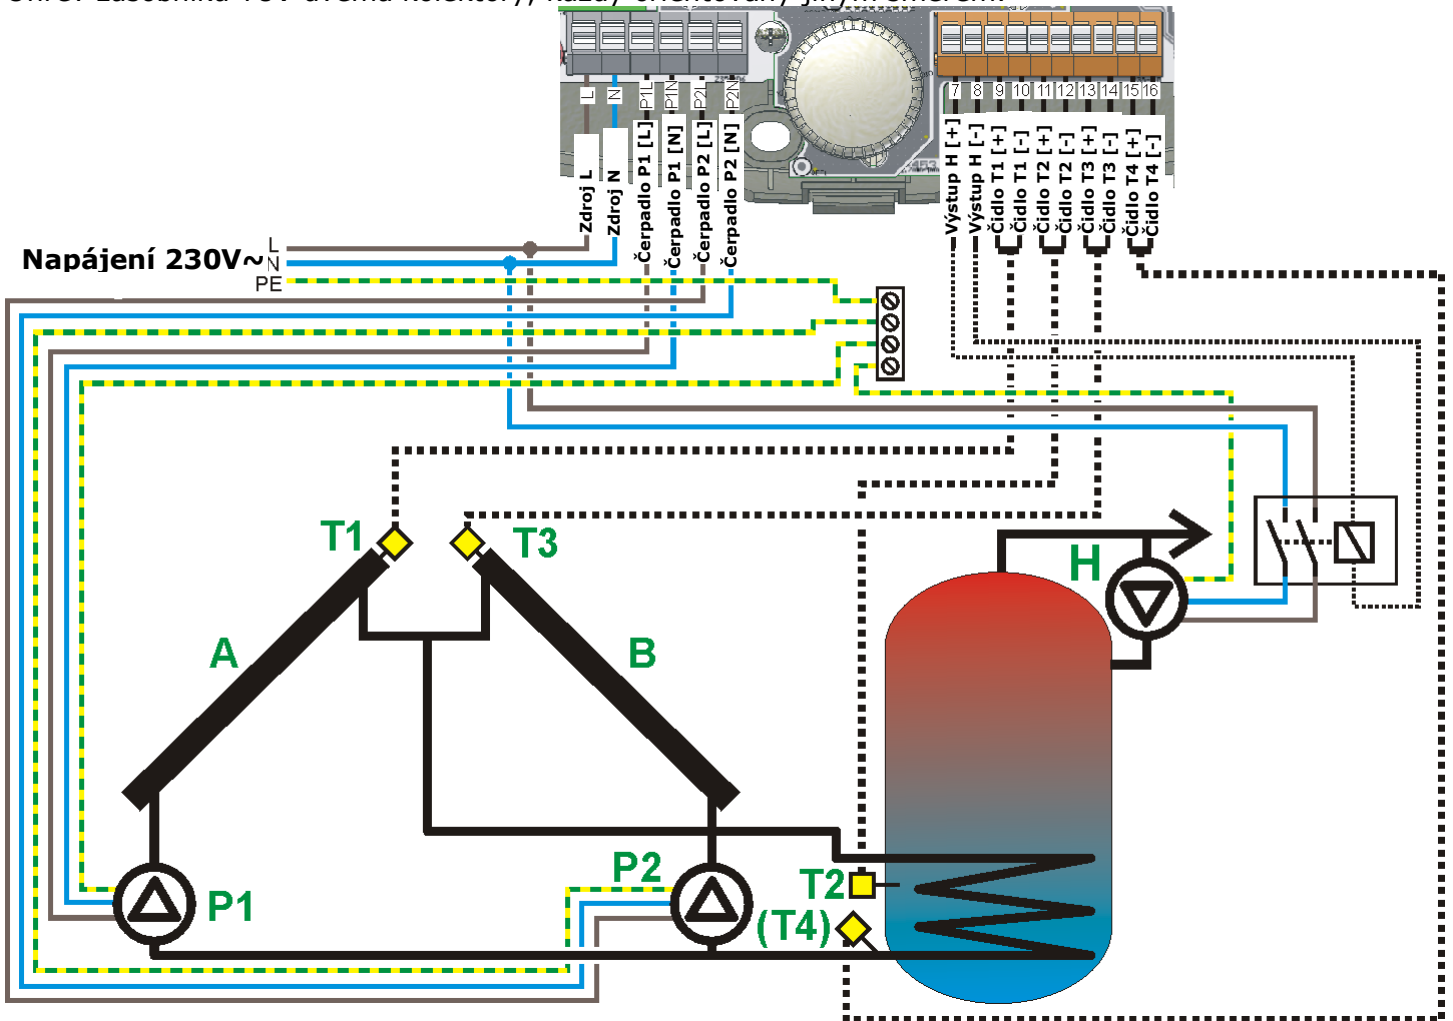 L
N
P1L
P1N
P2L
P2N
7
8
9
10
11
12
13
14
15
16
Zdroj L
Zdroj N
Čerpadlo P1 [L]
Čerpadlo P1 [N]
Čerpadlo P2 [L]
Čerpadlo P2 [N]
Výstup H [+]
Výstup H [-]
Čidlo T1 [+]
Čidlo T1 [-]
Čidlo T2 [+]
Čidlo T2 [-]
Čidlo T3 [+]
Čidlo T3 [-]
Čidlo T4 [+]
Čidlo T4 [-]
Napájení 230V~
L
N
PE
T1
T3
H
A
B
P2
T2
P1
(T4)